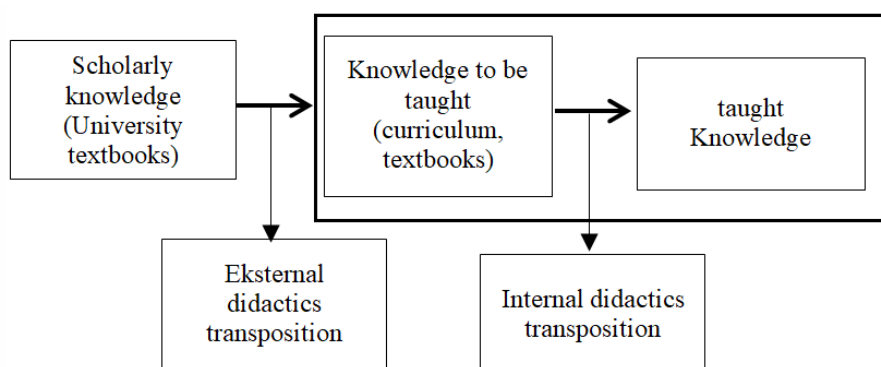 Scholarly
knowledge
(University
textbooks)
Knowledge to be
taught
(curriculum,
textbooks)
taught
Knowledge
Eksternal
didactics
transposition
Internal didactics
transposition